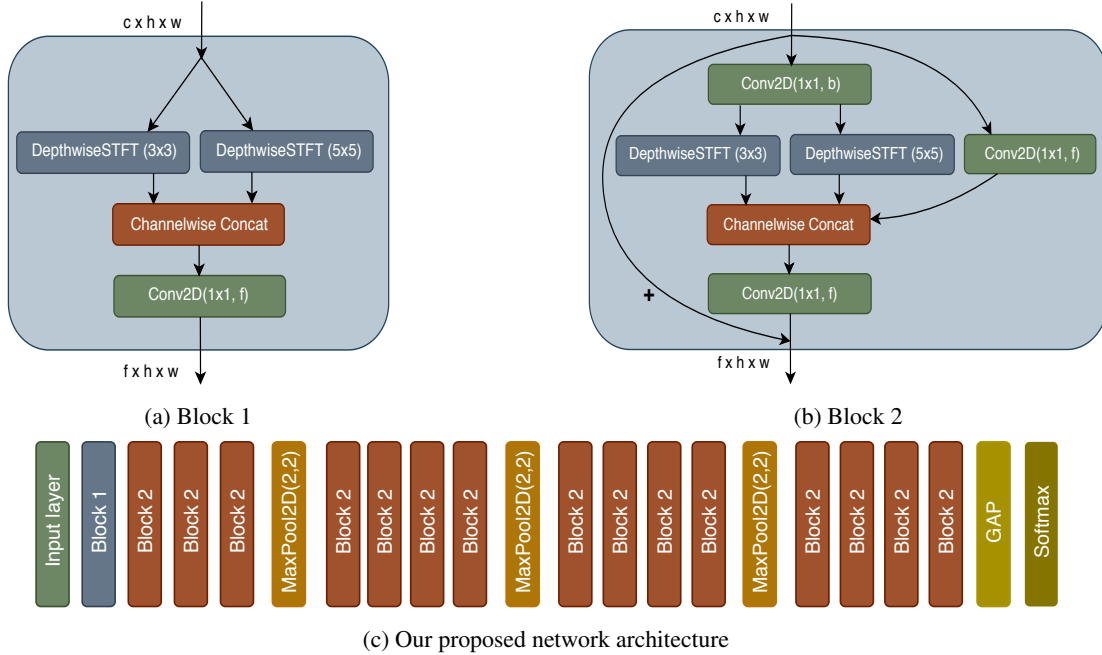 c x h x w
DepthwiseSTFT (3x3)
DepthwiseSTFT (5x5)
Channelwise Concat
Conv2D(1x1, f)
f x h x w
(a) Block 1
c x h x w
Conv2D(1x1, b)
DepthwiseSTFT (3x3)
DepthwiseSTFT (5x5)
Conv2D(1x1, f)
Channelwise Concat
Conv2D(1x1, f)
+
f x h x w
(b) Block 2
Input layer
Block 1
Block 2
Block 2
Block 2
MaxPool2D(2,2)
Block 2
Block 2
Block 2
Block 2
MaxPool2D(2,2)
Block 2
Block 2
Block 2
Block 2
MaxPool2D(2,2)
Block 2
Block 2
Block 2
Block 2
GAP
Softmax
(c) Our proposed network architecture